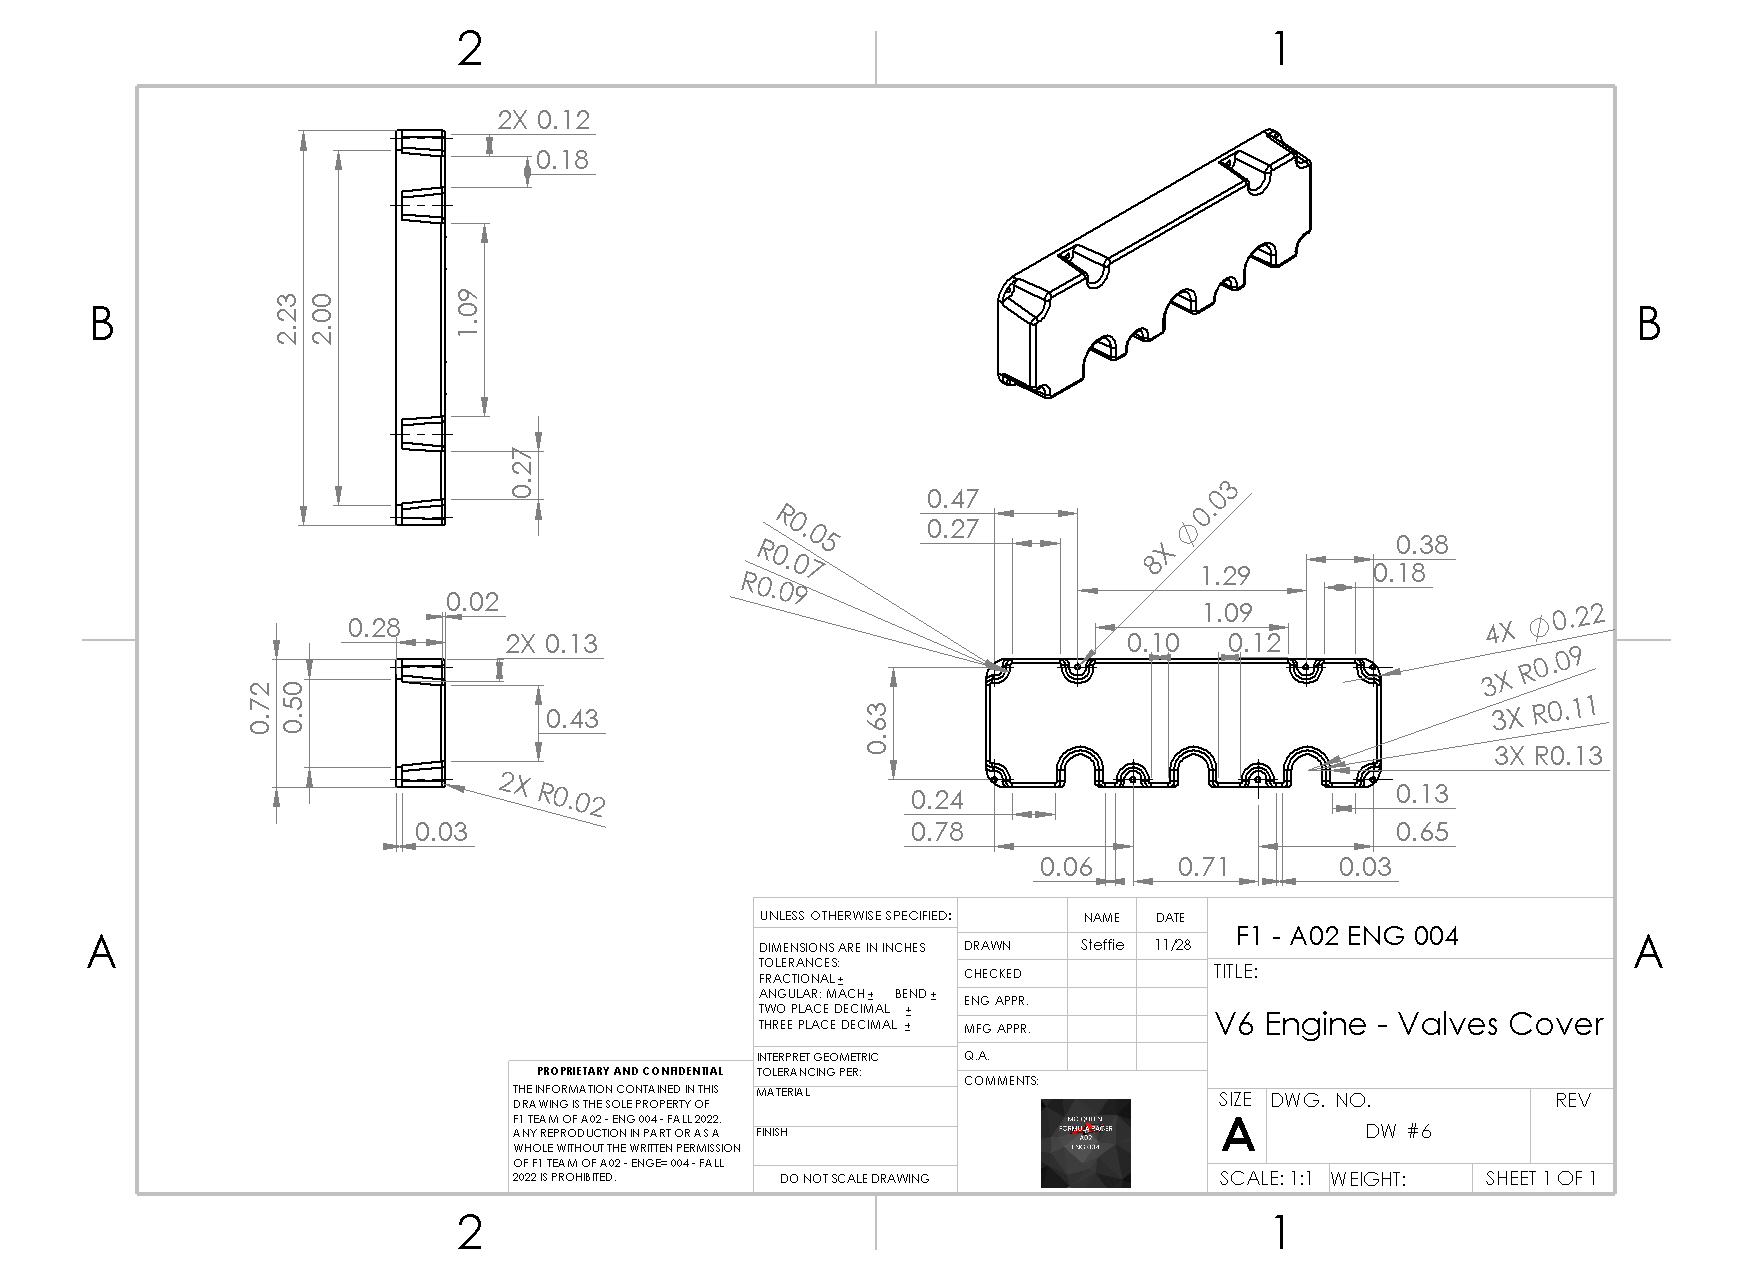 2
1
B
B
A
A
2
1
2X 0.12
0.18
2.23
2.00
1.09
0.27
0.02
0.28
2X 0.13
0.72
0.50
0.43
2X R0.02
0.03
0.47
0.27
R0.05
R0.07
R0.09
8X ∅0.03
0.38
0.18
1.29
1.09
0.10
0.12
4X ∅0.22
3X R0.09
3X R0.11
3X R0.13
0.63
0.24
0.78
0.13
0.65
0.06
0.71
0.03
PROPRIETARY AND CONFIDENTIAL
THE INFORMATION CONTAINED IN THIS
DRAWING IS THE SOLE PROPERTY OF
F1 TEAM OF A02 - ENG 004 - FALL 2022.
ANY REPRODUCTION IN PART OR AS A
WHOLE WITHOUT THE WRITTEN PERMISSION
OF F1 TEAM OF A02 - ENGE= 004 - FALL
2022 IS PROHIBITED.
UNLESS OTHERWISE SPECIFIED:
DIMENSIONS ARE IN INCHES
TOLERANCES:
FRACTIONAL ±
ANGULAR: MACH ± BEND ±
TWO PLACE DECIMAL ±
THREE PLACE DECIMAL ±
INTERPRET GEOMETRIC
TOLERANCING PER:
MATERIAL
FINISH
DO NOT SCALE DRAWING
NAME DATE
DRAWN Steffie 11/28
CHECKED
ENG APPR.
MFG APPR.
Q.A.
COMMENTS:
FORMULA RACER
A02
ENG 004
F1 - A02 ENG 004
TITLE:
V6 Engine - Valves Cover
SIZE DWG. NO. REV
A DW #6
SCALE: 1:1 WEIGHT: SHEET 1 OF 1